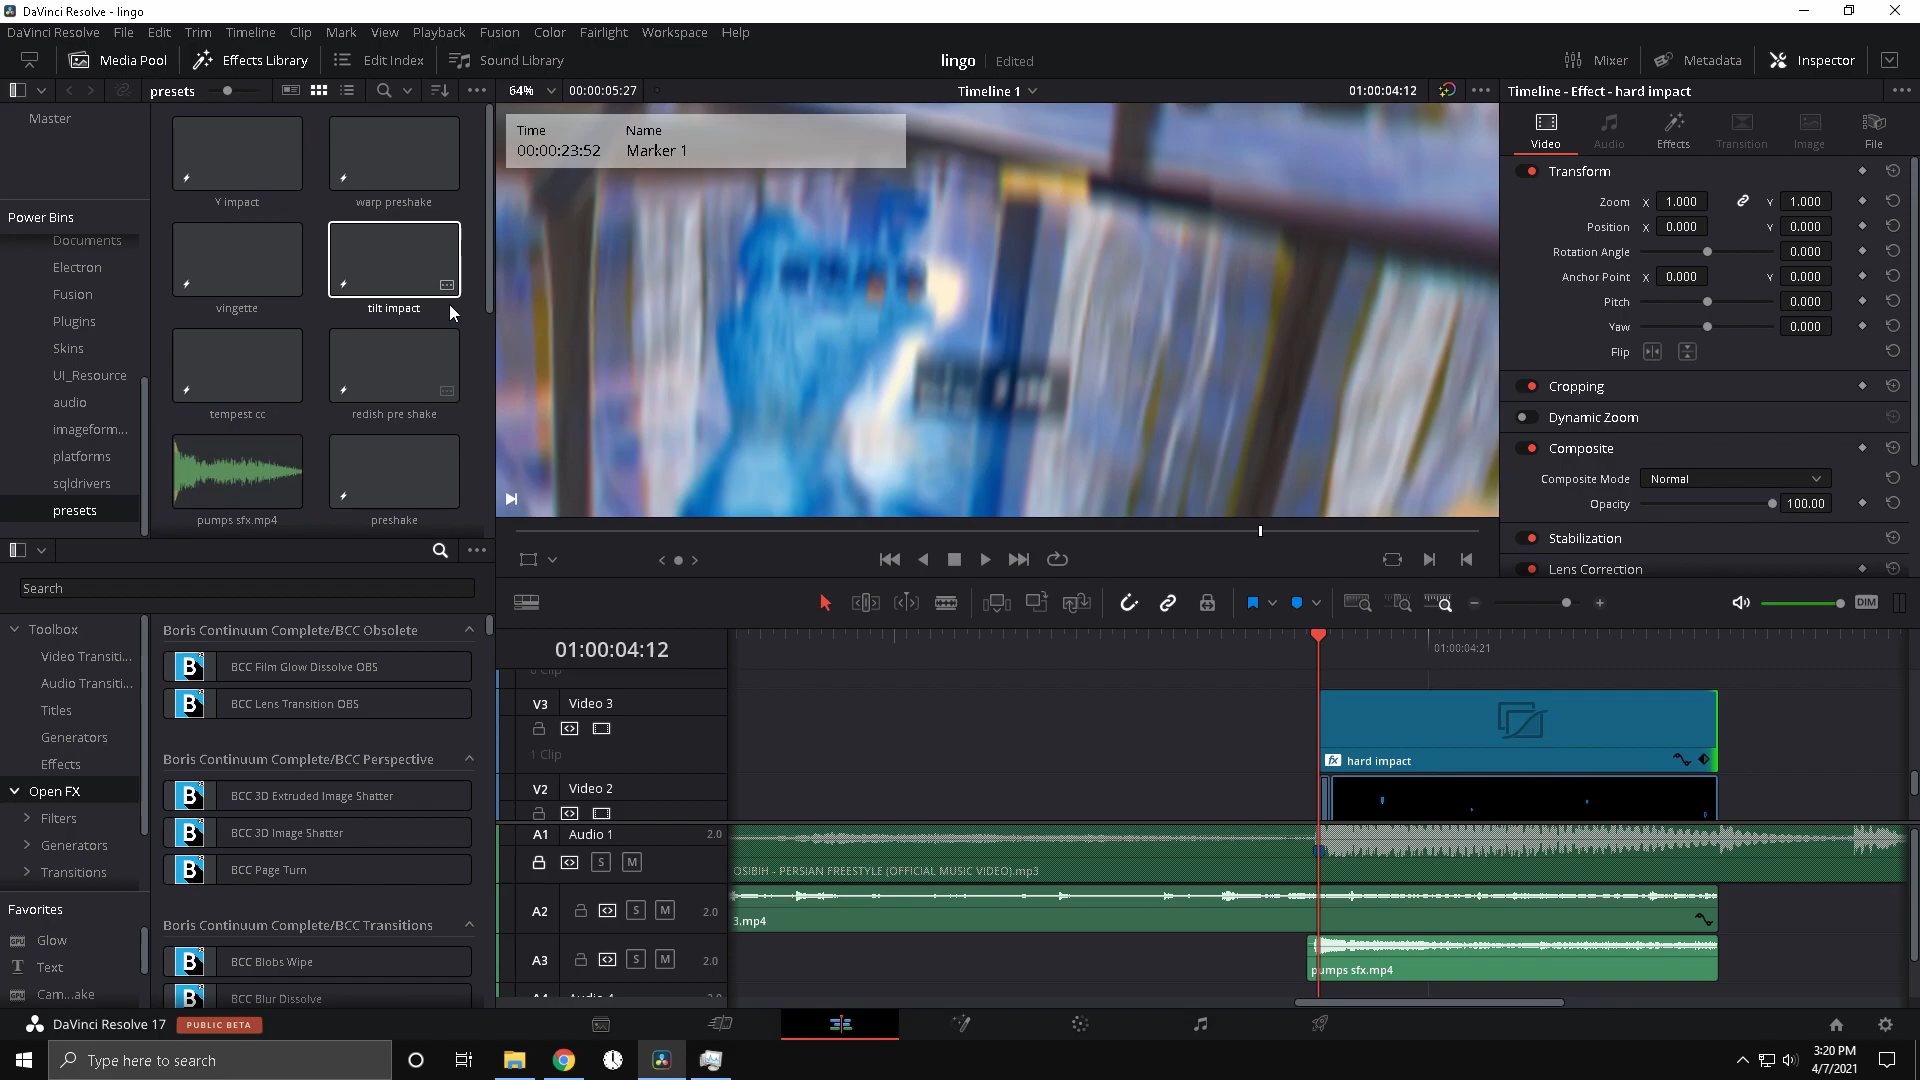 DaVinci Resolve - lingo
DaVinci Resolve File Edit Trim Timeline Clip Mark View Playback Fusion Color Fairlight Workspace Help
Media Pool Effects Library Edit Index Sound Library lingo Edited Mixer Metadata Inspector
presets 64% 00:00:05:27 Timeline 1 01:00:04:12 Timeline - Effect - hard impact
Master
Power Bins
Documents
Electron
Fusion
Plugins
Skins
UI_Resource
audio
imageform...
platforms
sqldrivers
presets
Y impact warp preshake
vingette tilt impact
tempest cc redish pre shake
pumps sfx.mp4 preshake
Time Name
00:00:23:52 Marker 1
Video Audio Effects Transition Image File
Transform
Zoom X 1.000 Y 1.000
Position X 0.000 Y 0.000
Rotation Angle 0.000
Anchor Point X 0.000 Y 0.000
Pitch 0.000
Yaw 0.000
Flip
Cropping
Dynamic Zoom
Composite
Composite Mode Normal
Opacity 100.00
Stabilization
Lens Correction
Search
Toolbox
Video Transiti...
Audio Transiti...
Titles
Generators
Effects
Open FX
Filters
Generators
Transitions
Favorites
Glow
Text
Cam...ake
Boris Continuum Complete/BCC Obsolete
BCC Film Glow Dissolve OBS
BCC Lens Transition OBS
Boris Continuum Complete/BCC Perspective
BCC 3D Extruded Image Shatter
BCC 3D Image Shatter
BCC Page Turn
Boris Continuum Complete/BCC Transitions
BCC Blobs Wipe
BCC Blur Dissolve
DIM
01:00:04:12 01:00:04:21
V3 Video 3
1 Clip
hard impact
V2 Video 2
A1 Audio 1 2.0
S M
OSIBIH - PERSIAN FREESTYLE (OFFICIAL MUSIC VIDEO).mp3
A2 S M 2.0
3.mp4
A3 S M 2.0
pumps sfx.mp4
DaVinci Resolve 17 PUBLIC BETA
Type here to search
3:20 PM
4/7/2021